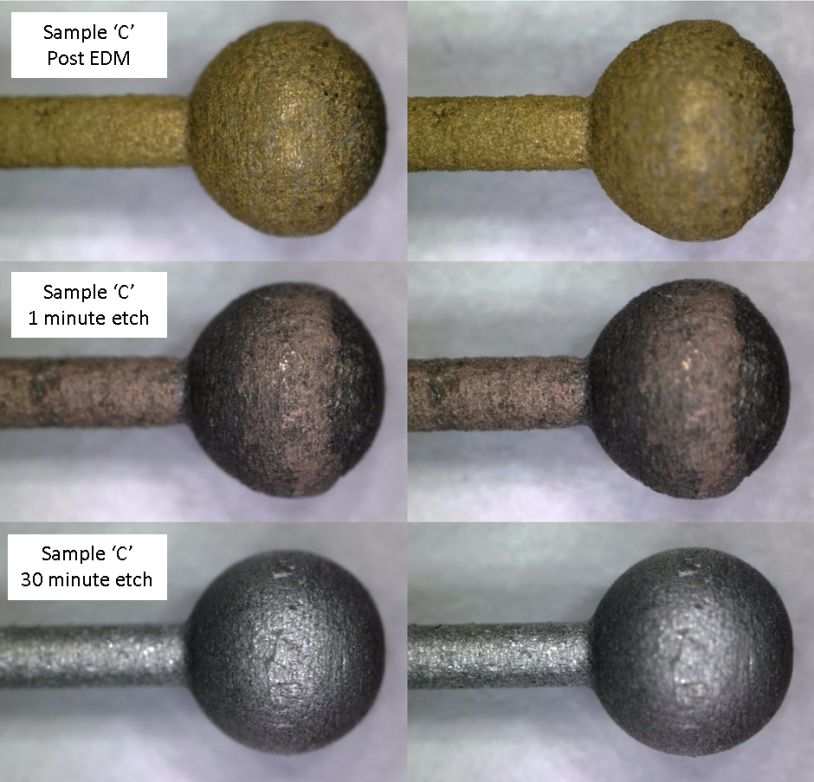 Sample ‘C’
Post EDM
Sample ‘C’
1 minute etch
Sample ‘C’
30 minute etch